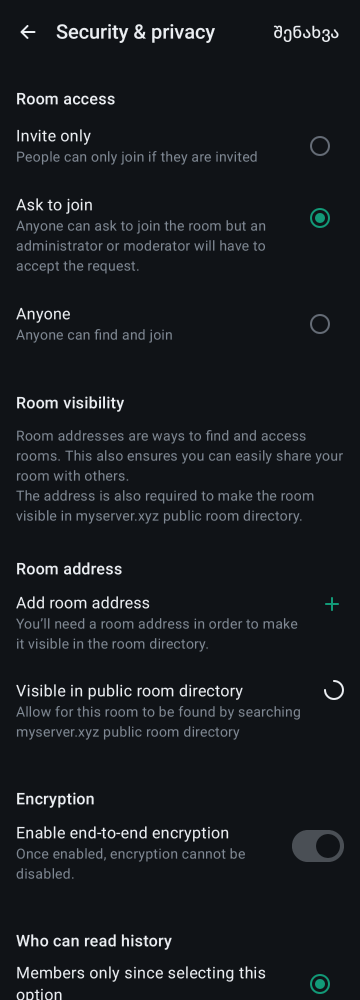 Security & privacy
შენახვა
Room access
Invite only
People can only join if they are invited
Ask to join
Anyone can ask to join the room but an
administrator or moderator will have to
accept the request.
Anyone
Anyone can find and join
Room visibility
Room addresses are ways to find and access
rooms. This also ensures you can easily share your
room with others.
The address is also required to make the room
visible in myserver.xyz public room directory.
Room address
Add room address
You’ll need a room address in order to make
it visible in the room directory.
Visible in public room directory
Allow for this room to be found by searching
myserver.xyz public room directory
Encryption
Enable end-to-end encryption
Once enabled, encryption cannot be
disabled.
Who can read history
Members only since selecting this
option